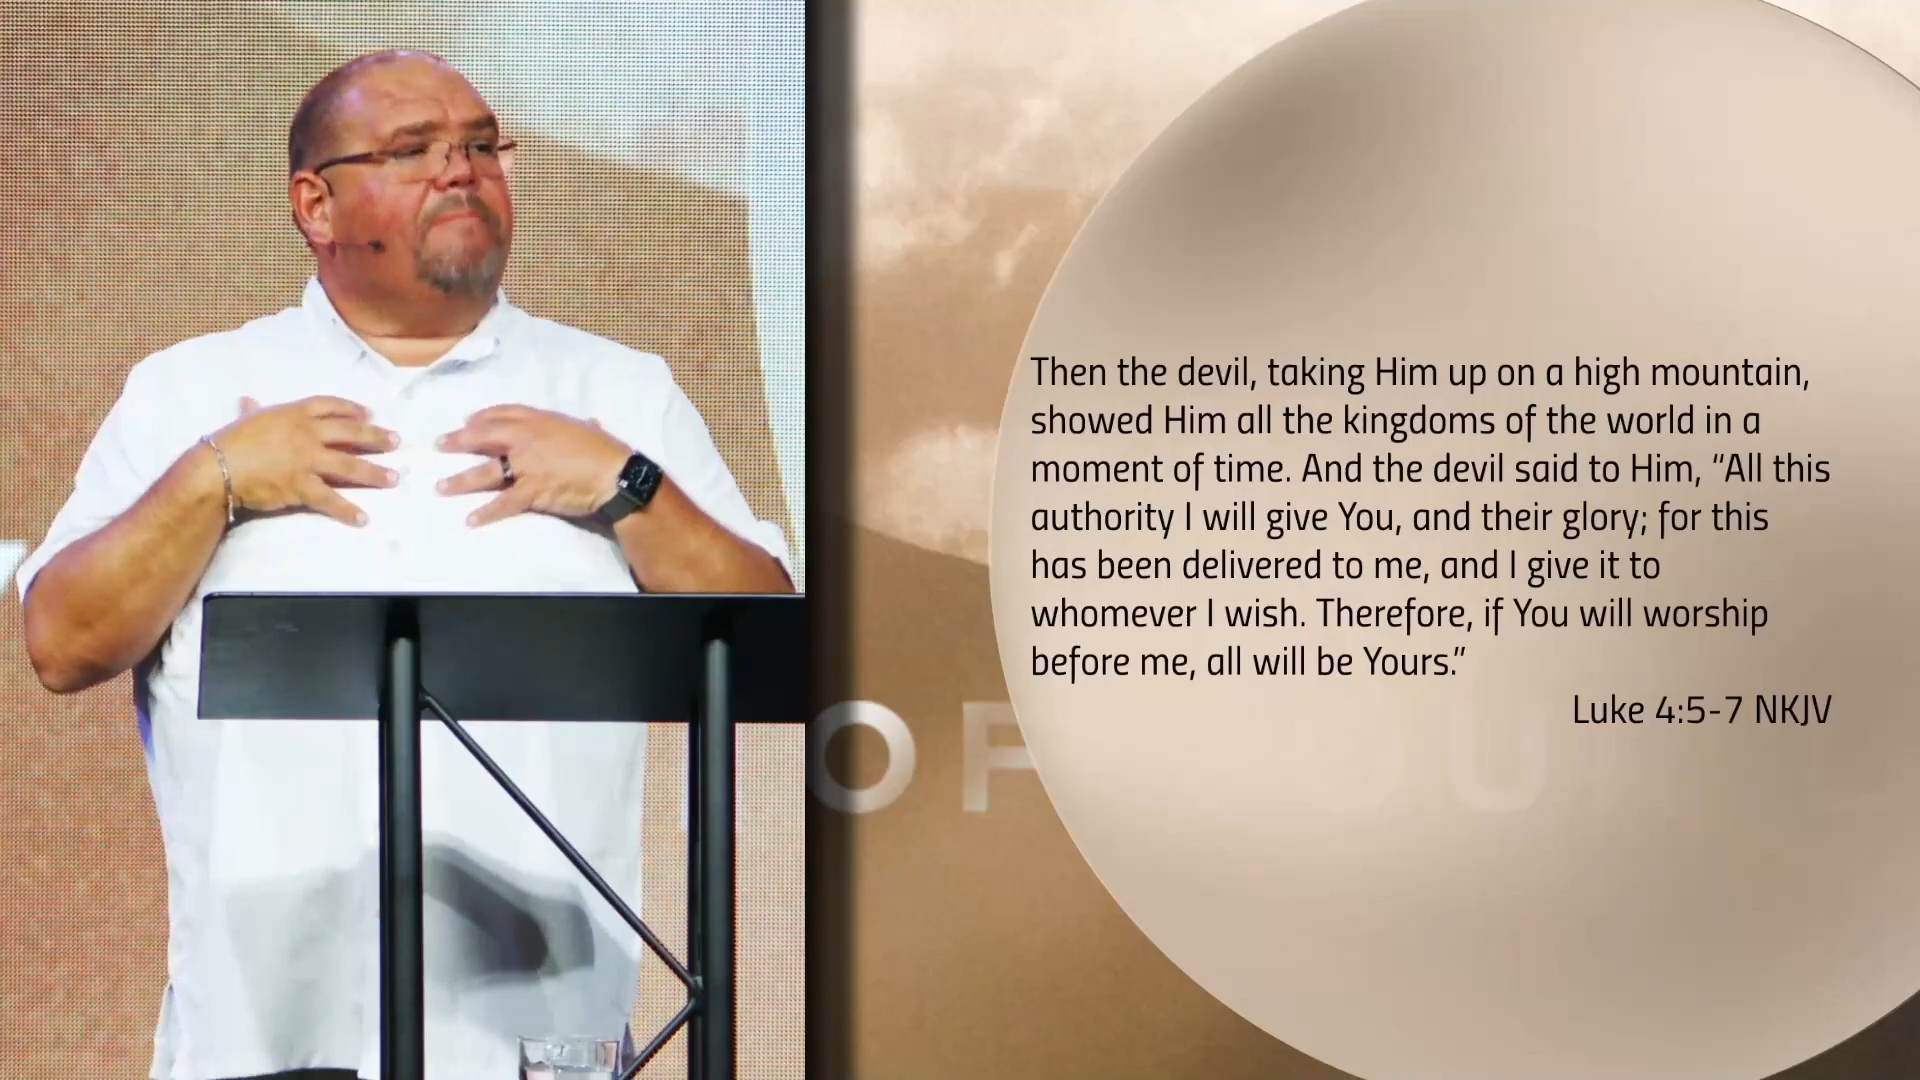 Then the devil, taking Him up on a high mountain,
showed Him all the kingdoms of the world in a
moment of time. And the devil said to Him, “All this
authority I will give You, and their glory; for this
has been delivered to me, and I give it to
whomever I wish. Therefore, if You will worship
before me, all will be Yours.”
Luke 4:5-7 NKJV
OF